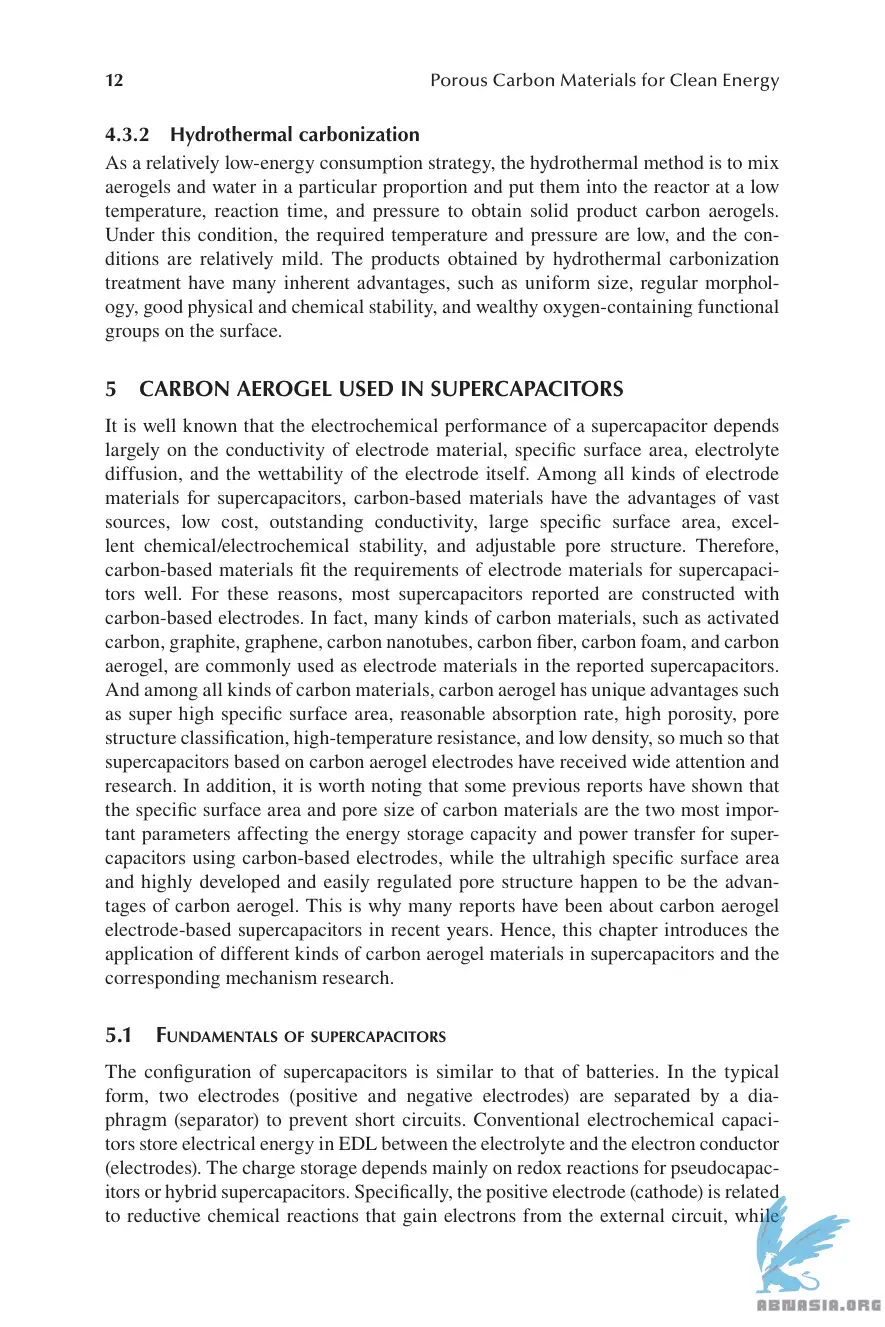 12 Porous Carbon Materials for Clean Energy
4.3.2 Hydrothermal carbonization
As a relatively low-energy consumption strategy, the hydrothermal method is to mix
aerogels and water in a particular proportion and put them into the reactor at a low
temperature, reaction time, and pressure to obtain solid product carbon aerogels.
Under this condition, the required temperature and pressure are low, and the con-
ditions are relatively mild. The products obtained by hydrothermal carbonization
treatment have many inherent advantages, such as uniform size, regular morphol-
ogy, good physical and chemical stability, and wealthy oxygen-containing functional
groups on the surface.
5 CARBON AEROGEL USED IN SUPERCAPACITORS
It is well known that the electrochemical performance of a supercapacitor depends
largely on the conductivity of electrode material, specific surface area, electrolyte
diffusion, and the wettability of the electrode itself. Among all kinds of electrode
materials for supercapacitors, carbon-based materials have the advantages of vast
sources, low cost, outstanding conductivity, large specific surface area, excel-
lent chemical/electrochemical stability, and adjustable pore structure. Therefore,
carbon-based materials fit the requirements of electrode materials for supercapaci-
tors well. For these reasons, most supercapacitors reported are constructed with
carbon-based electrodes. In fact, many kinds of carbon materials, such as activated
carbon, graphite, graphene, carbon nanotubes, carbon fiber, carbon foam, and carbon
aerogel, are commonly used as electrode materials in the reported supercapacitors.
And among all kinds of carbon materials, carbon aerogel has unique advantages such
as super high specific surface area, reasonable absorption rate, high porosity, pore
structure classification, high-temperature resistance, and low density, so much so that
supercapacitors based on carbon aerogel electrodes have received wide attention and
research. In addition, it is worth noting that some previous reports have shown that
the specific surface area and pore size of carbon materials are the two most impor-
tant parameters affecting the energy storage capacity and power transfer for super-
capacitors using carbon-based electrodes, while the ultrahigh specific surface area
and highly developed and easily regulated pore structure happen to be the advan-
tages of carbon aerogel. This is why many reports have been about carbon aerogel
electrode-based supercapacitors in recent years. Hence, this chapter introduces the
application of different kinds of carbon aerogel materials in supercapacitors and the
corresponding mechanism research.
5.1 Fundamentals of supercapacitors
The configuration of supercapacitors is similar to that of batteries. In the typical
form, two electrodes (positive and negative electrodes) are separated by a dia-
phragm (separator) to prevent short circuits. Conventional electrochemical capaci-
tors store electrical energy in EDL between the electrolyte and the electron conductor
(electrodes). The charge storage depends mainly on redox reactions for pseudocapac-
itors or hybrid supercapacitors. Specifically, the positive electrode (cathode) is related
to reductive chemical reactions that gain electrons from the external circuit, while
ABNASIA.ORG